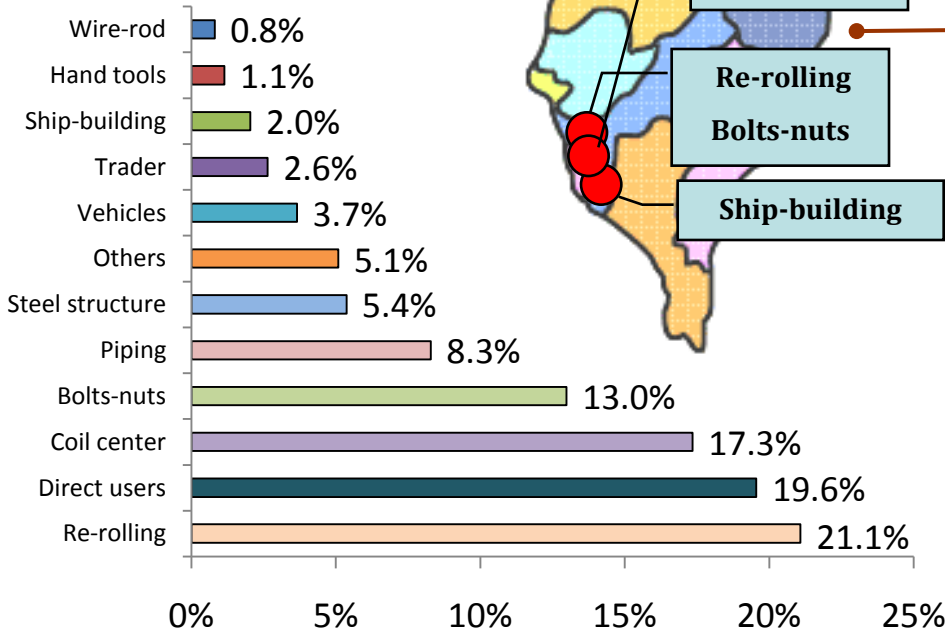 Wire-rod 0.8%
Hand tools 1.1%
Ship-building 2.0%
Trader 2.6%
Vehicles 3.7%
Others 5.1%
Steel structure 5.4%
Piping 8.3%
Bolts-nuts 13.0%
Coil center 17.3%
Direct users 19.6%
Re-rolling 21.1%
0% 5% 10% 15% 20% 25%
Re-rolling
Bolts-nuts
Ship-building